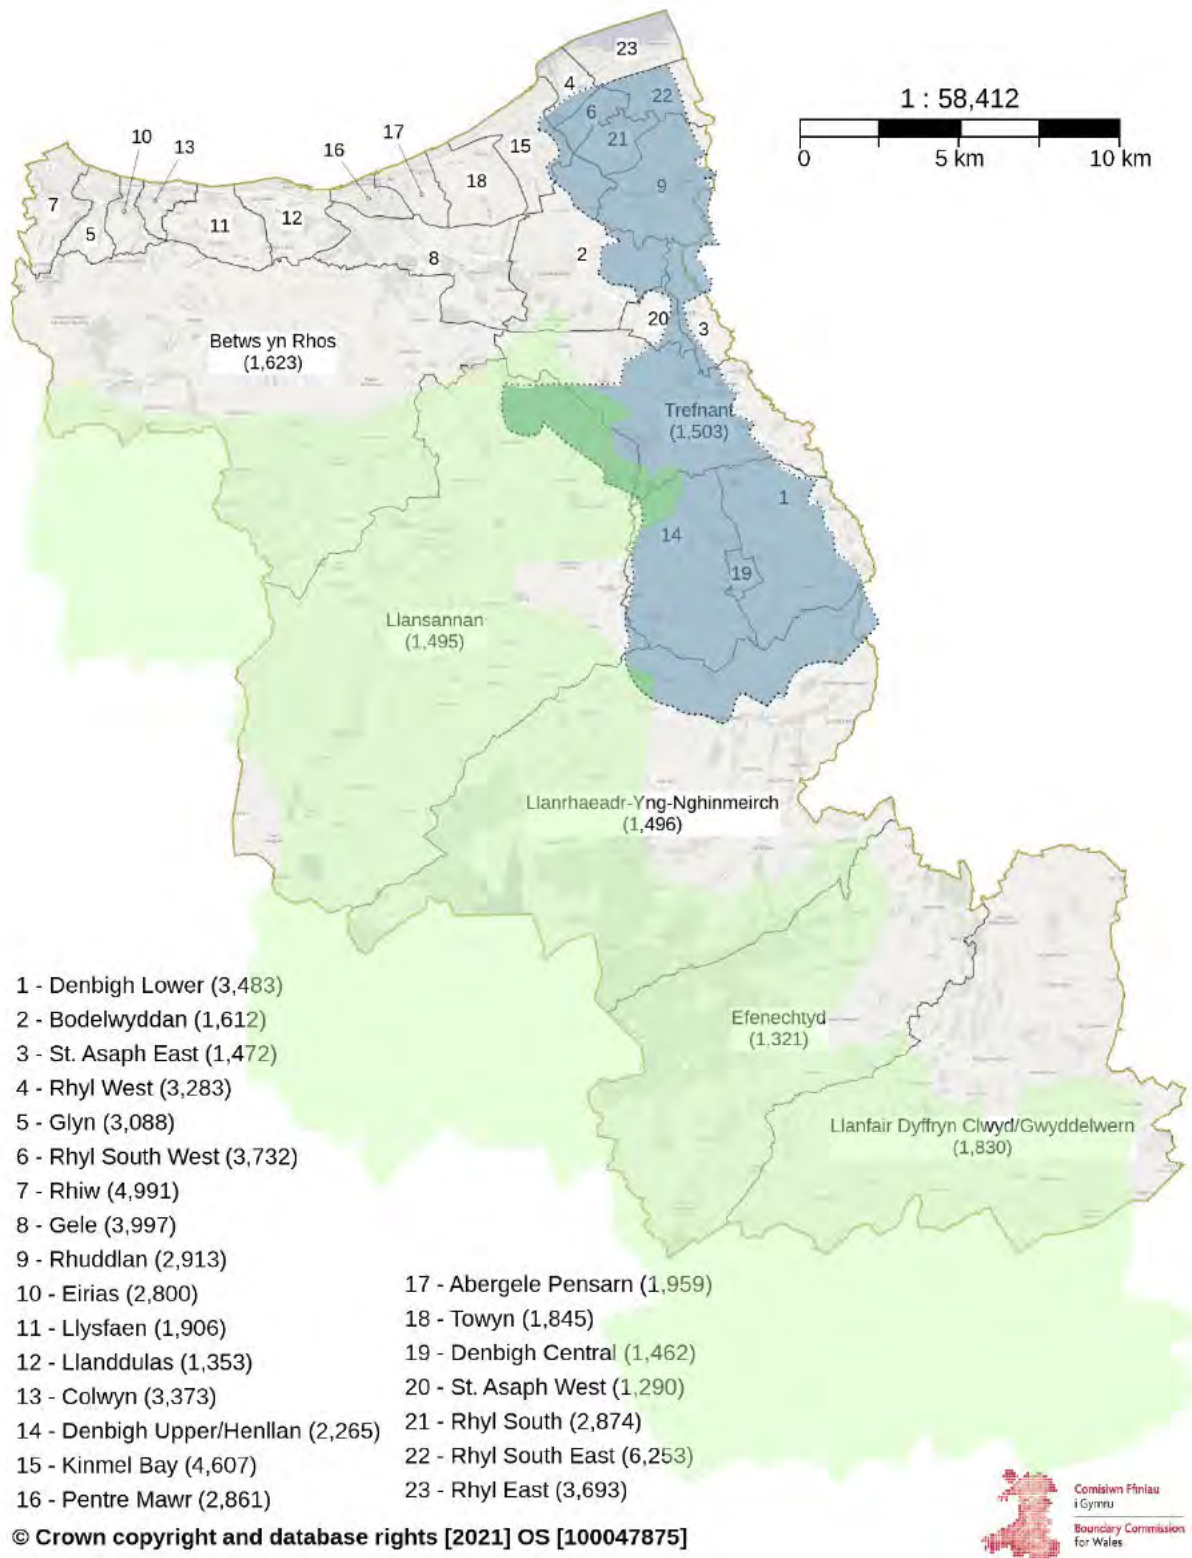 23
1 : 58,412
4
22
6
10
17
21
13
16
15
0
5 km
10 km
18
9
7
12
11
5
2
8
20
3
Betws yn Rhos
(1,623)
Trefnant
(1,503)
1
14
19
Llansannan
(1,495)
Llanrhaeadr-Yng-Nghinmeirch
(1,496)
Efenechtyd
(1,321)
Llanfair Dyffryn Clwyd/Gwyddelwern
(1,830)
1 - Denbigh Lower (3,483)
2 - Bodelwyddan (1,612)
3 - St. Asaph East (1,472)
4 - Rhyl West (3,283)
5 - Glyn (3,088)
6 - Rhyl South West (3,732)
7 - Rhiw (4,991)
8 - Gele (3,997)
9 - Rhuddlan (2,913)
10 - Eirias (2,800)
11 - Llysfaen (1,906)
12 - Llanddulas (1,353)
13 - Colwyn (3,373)
14 - Denbigh Upper/Henllan (2,265)
15 - Kinmel Bay (4,607)
16 - Pentre Mawr (2,861)
17 - Abergele Pensarn (1,959)
18 - Towyn (1,845)
19 - Denbigh Central (1,462)
20 - St. Asaph West (1,290)
21 - Rhyl South (2,874)
22 - Rhyl South East (6,253)
23 - Rhyl East (3,693)
Comisiwn Ffiniau
i Gymru
Boundary Commission
for Wales
© Crown copyright and database rights [2021] OS [100047875]